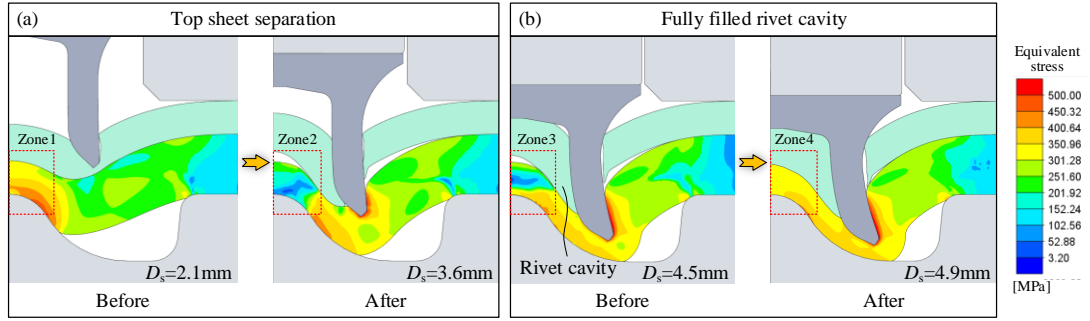 (a) Top sheet separation
(b) Fully filled rivet cavity
Zone1
Zone2
Zone3
Zone4
Rivet cavity
Ds=2.1mm
Ds=3.6mm
Ds=4.5mm
Ds=4.9mm
Before
After
Before
After
Equivalent
stress
500.00
450.32
400.64
350.96
301.28
251.60
201.92
152.24
102.56
52.88
3.20
[MPa]